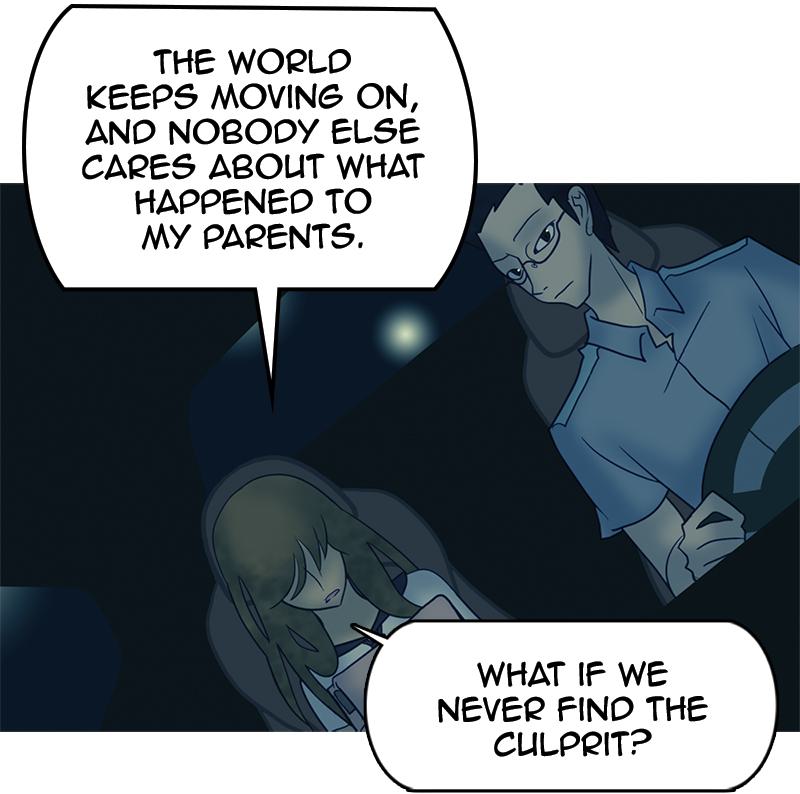 THE WORLD
KEEPS MOVING ON,
AND NOBODY ELSE
CARES ABOUT WHAT
HAPPENED TO
MY PARENTS.
WHAT IF WE
NEVER FIND THE
CULPRIT?